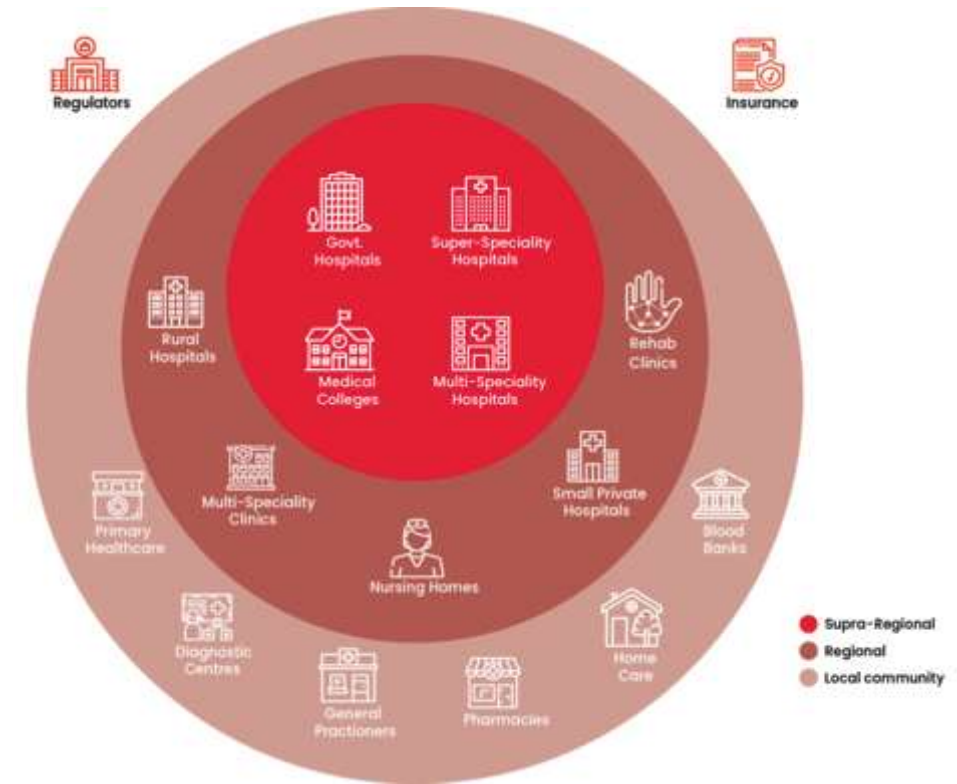 Regulators
Insurance
Govt.
Hospitals
Super-Speciality
Hospitals
Rural
Hospitals
Medical
Colleges
Multi-Speciality
Hospitals
Rehab
Clinics
Multi-Speciality
Clinics
Small Private
Hospitals
Primary
Healthcare
Nursing Homes
Blood
Banks
Diagnostic
Centres
General
Practioners
Pharmacies
Home
Care
Supra-Regional
Regional
Local community